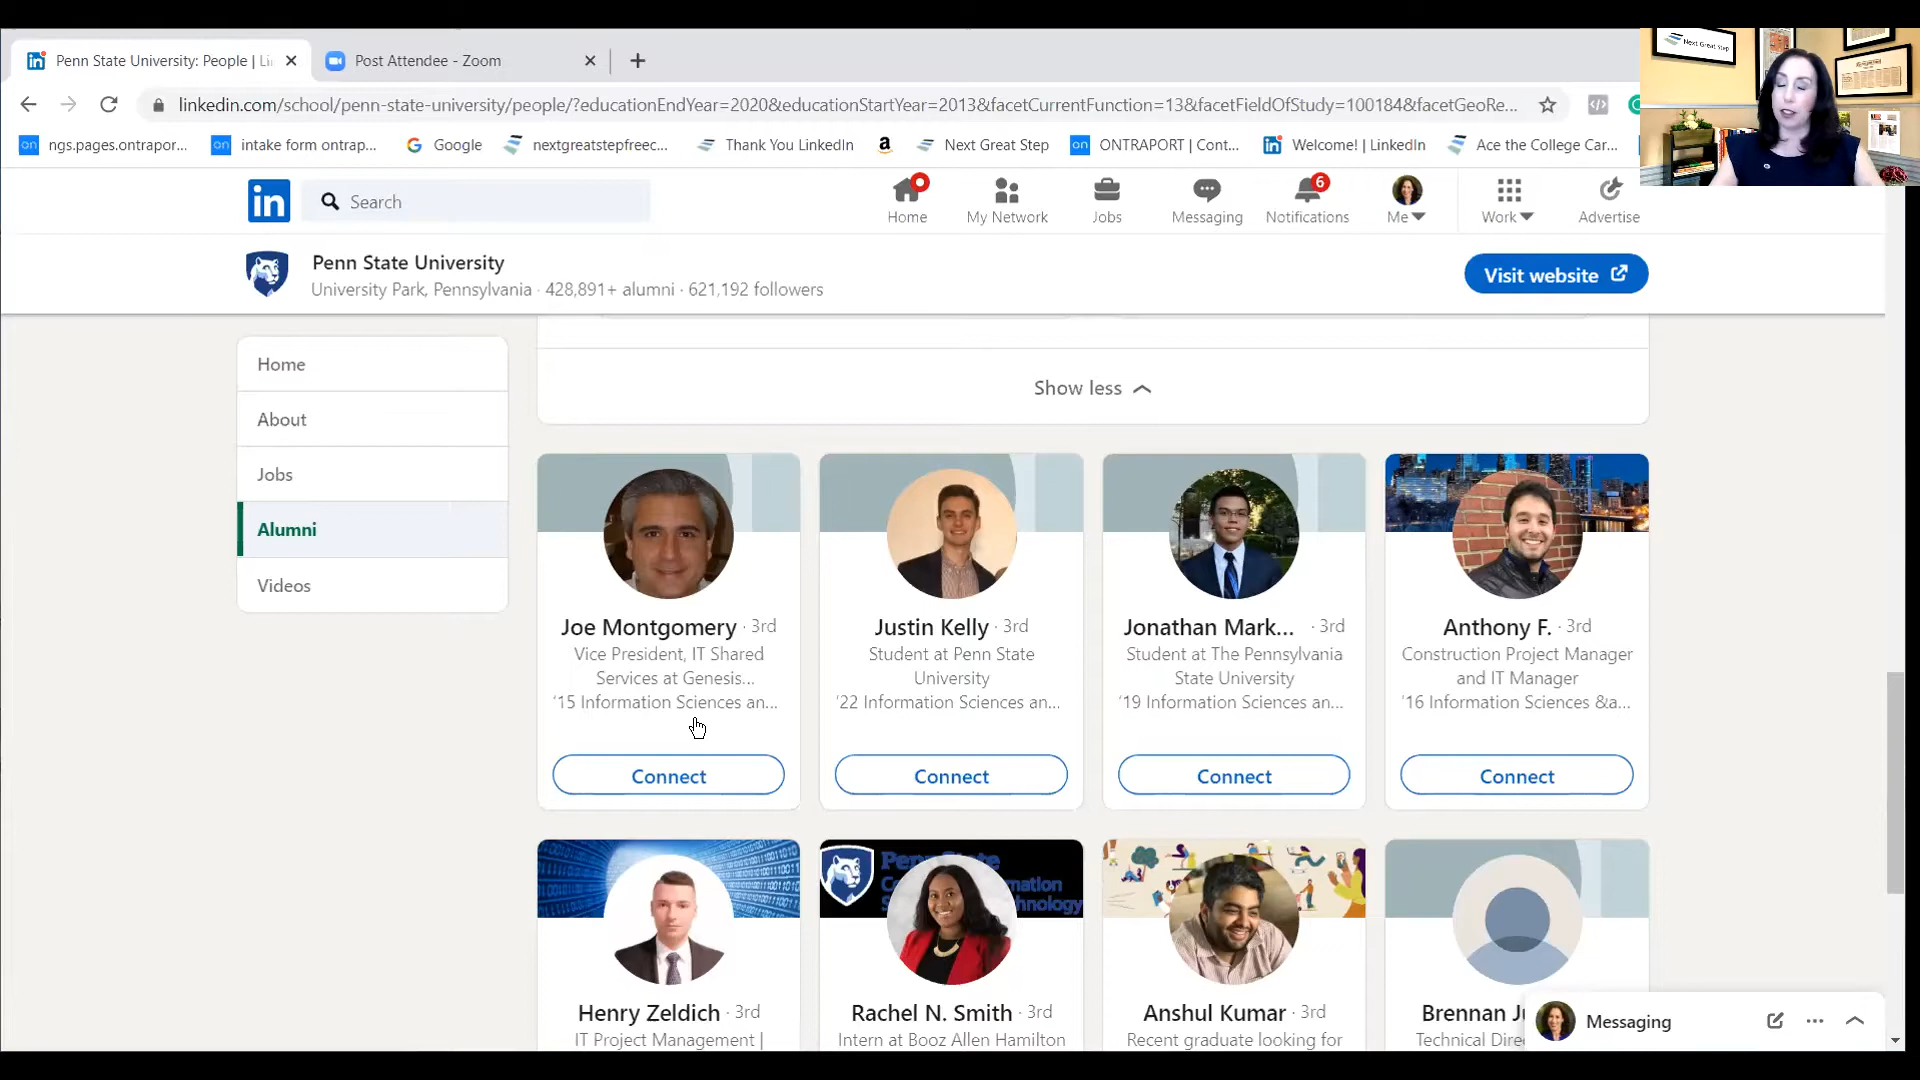 Penn State University: People | Li
Post Attendee - Zoom
Next Great Step
linkedin.com/school/penn-state-university/people/?educationEndYear=2020&educationStartYear=2013&facetCurrentFunction=13&facetFieldOfStudy=100184&facetGeoRe...
on ngs.pages.ontrapor...
on intake form ontrap...
Google
nextgreatstepfreec...
Thank You LinkedIn
Next Great Step
on ONTRAPORT | Cont...
Welcome! | LinkedIn
Ace the College Car...
in Search
Home
My Network
Jobs
Messaging
6
Notifications
Me
Work
Advertise
Penn State University
University Park, Pennsylvania · 428,891+ alumni · 621,192 followers
Visit website
Home
About
Jobs
Alumni
Videos
Show less
Joe Montgomery · 3rd
Vice President, IT Shared
Services at Genesis...
'15 Information Sciences an...
Connect
Justin Kelly · 3rd
Student at Penn State
University
'22 Information Sciences an...
Connect
Jonathan Mark... · 3rd
Student at The Pennsylvania
State University
'19 Information Sciences an...
Connect
Anthony F. · 3rd
Construction Project Manager
and IT Manager
'16 Information Sciences &a...
Connect
Henry Zeldich · 3rd
IT Project Management |
Rachel N. Smith · 3rd
Intern at Booz Allen Hamilton
Anshul Kumar · 3rd
Recent graduate looking for
Brennan
Technical
Messaging